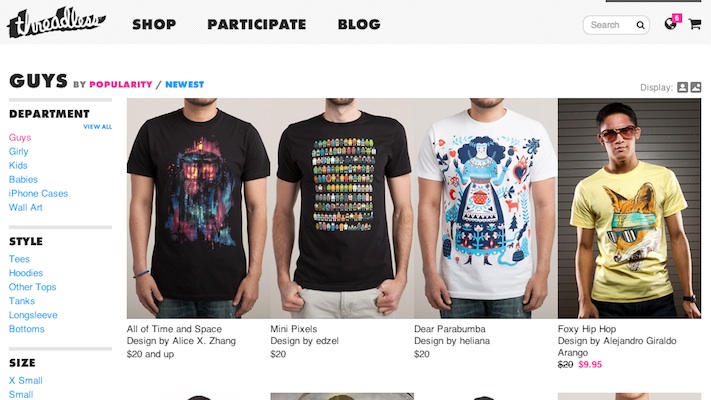 threadless
SHOP
PARTICIPATE
BLOG
Search
6
GUYS BY POPULARITY / NEWEST
Display:
DEPARTMENT
VIEW ALL
Guys
Girly
Kids
Babies
iPhone Cases
Wall Art
STYLE
Tees
Hoodies
Other Tops
Tanks
Longsleeve
Bottoms
SIZE
X Small
Small
All of Time and Space
Design by Alice X. Zhang
$20 and up
Mini Pixels
Design by edzel
$20
Dear Parabumba
Design by heliana
$20
Foxy Hip Hop
Design by Alejandro Giraldo
Arango
$20 $9.95